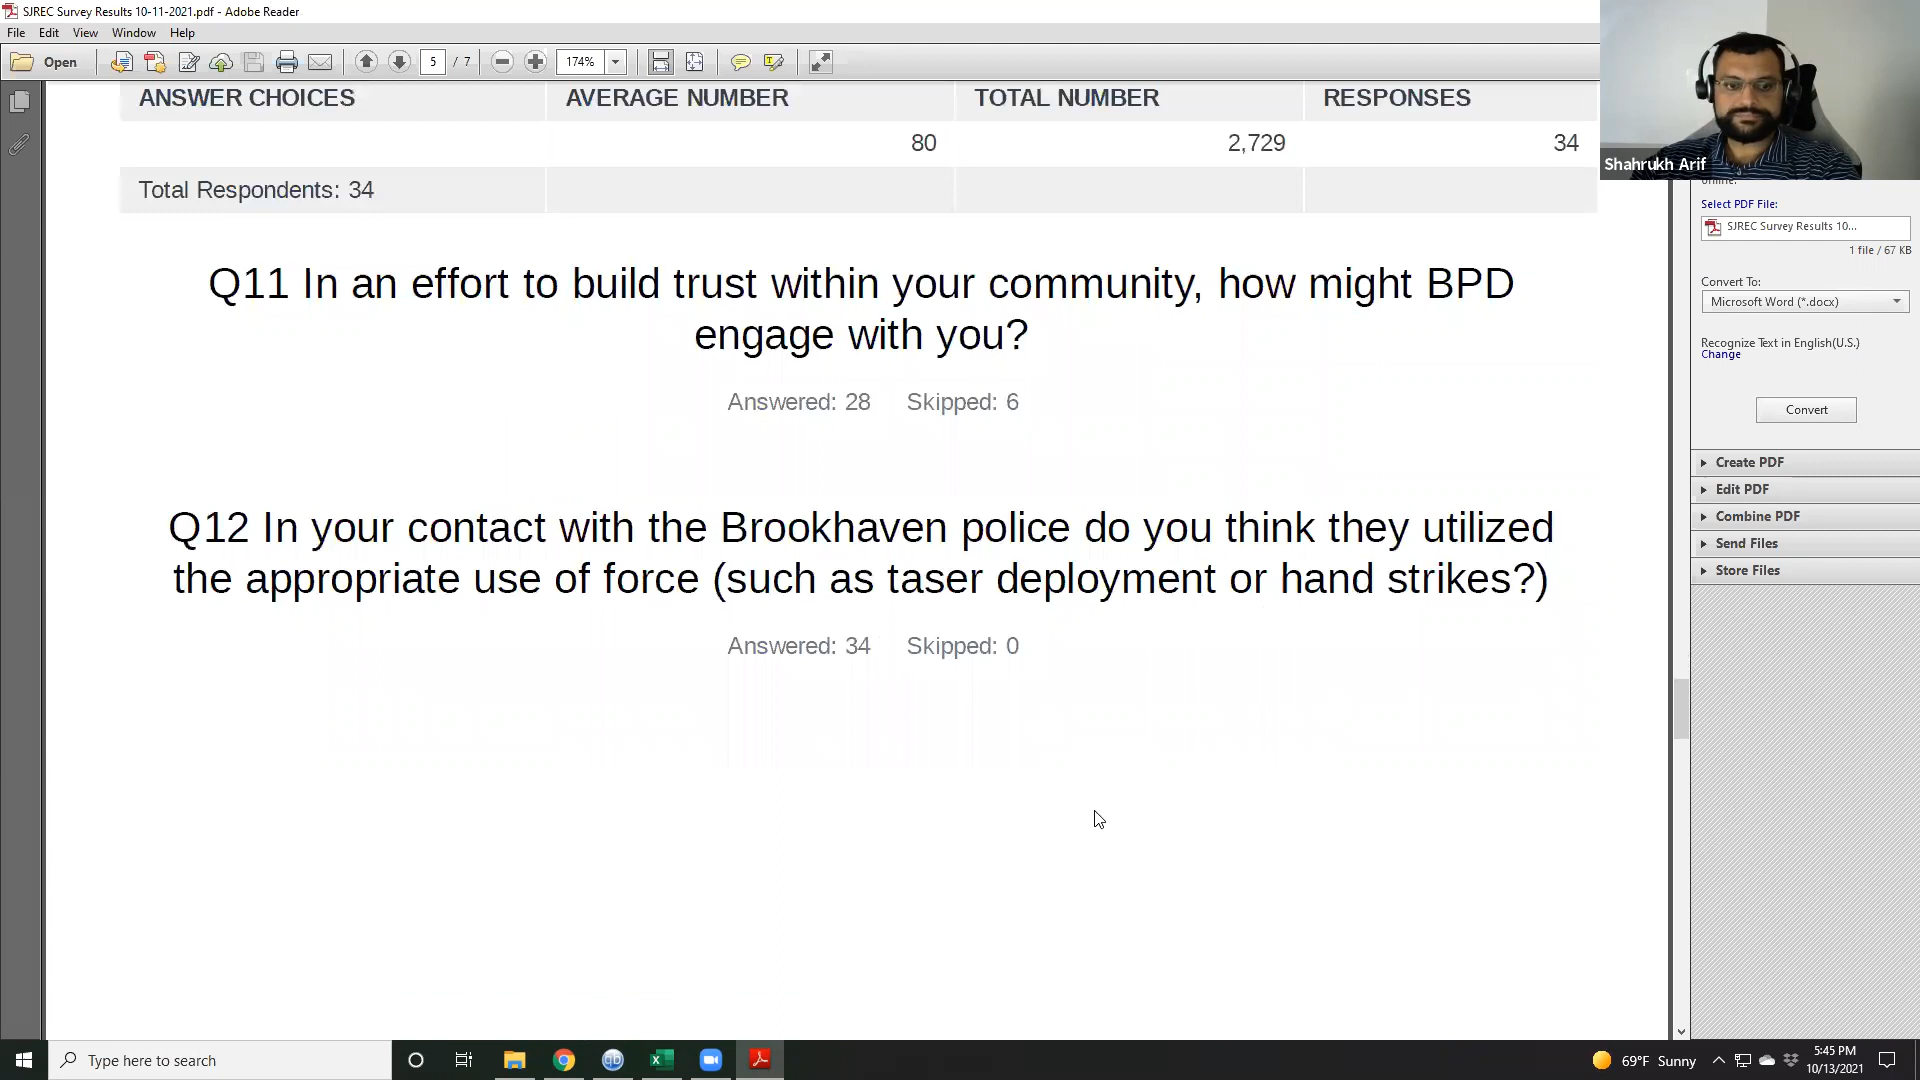 SJREC Survey Results 10-11-2021.pdf - Adobe Reader
File Edit View Window Help
Open 5 / 7 174%
ANSWER CHOICES AVERAGE NUMBER TOTAL NUMBER RESPONSES
80 2,729 34
Total Respondents: 34
Q11 In an effort to build trust within your community, how might BPD
engage with you?
Answered: 28 Skipped: 6
Q12 In your contact with the Brookhaven police do you think they utilized
the appropriate use of force (such as taser deployment or hand strikes?)
Answered: 34 Skipped: 0
Shahrukh Arif
online.
Select PDF File:
SJREC Survey Results 10...
1 file / 67 KB
Convert To:
Microsoft Word (*.docx)
Recognize Text in English(U.S.)
Change
Convert
Create PDF
Edit PDF
Combine PDF
Send Files
Store Files
Type here to search
qb
69°F Sunny
5:45 PM
10/13/2021